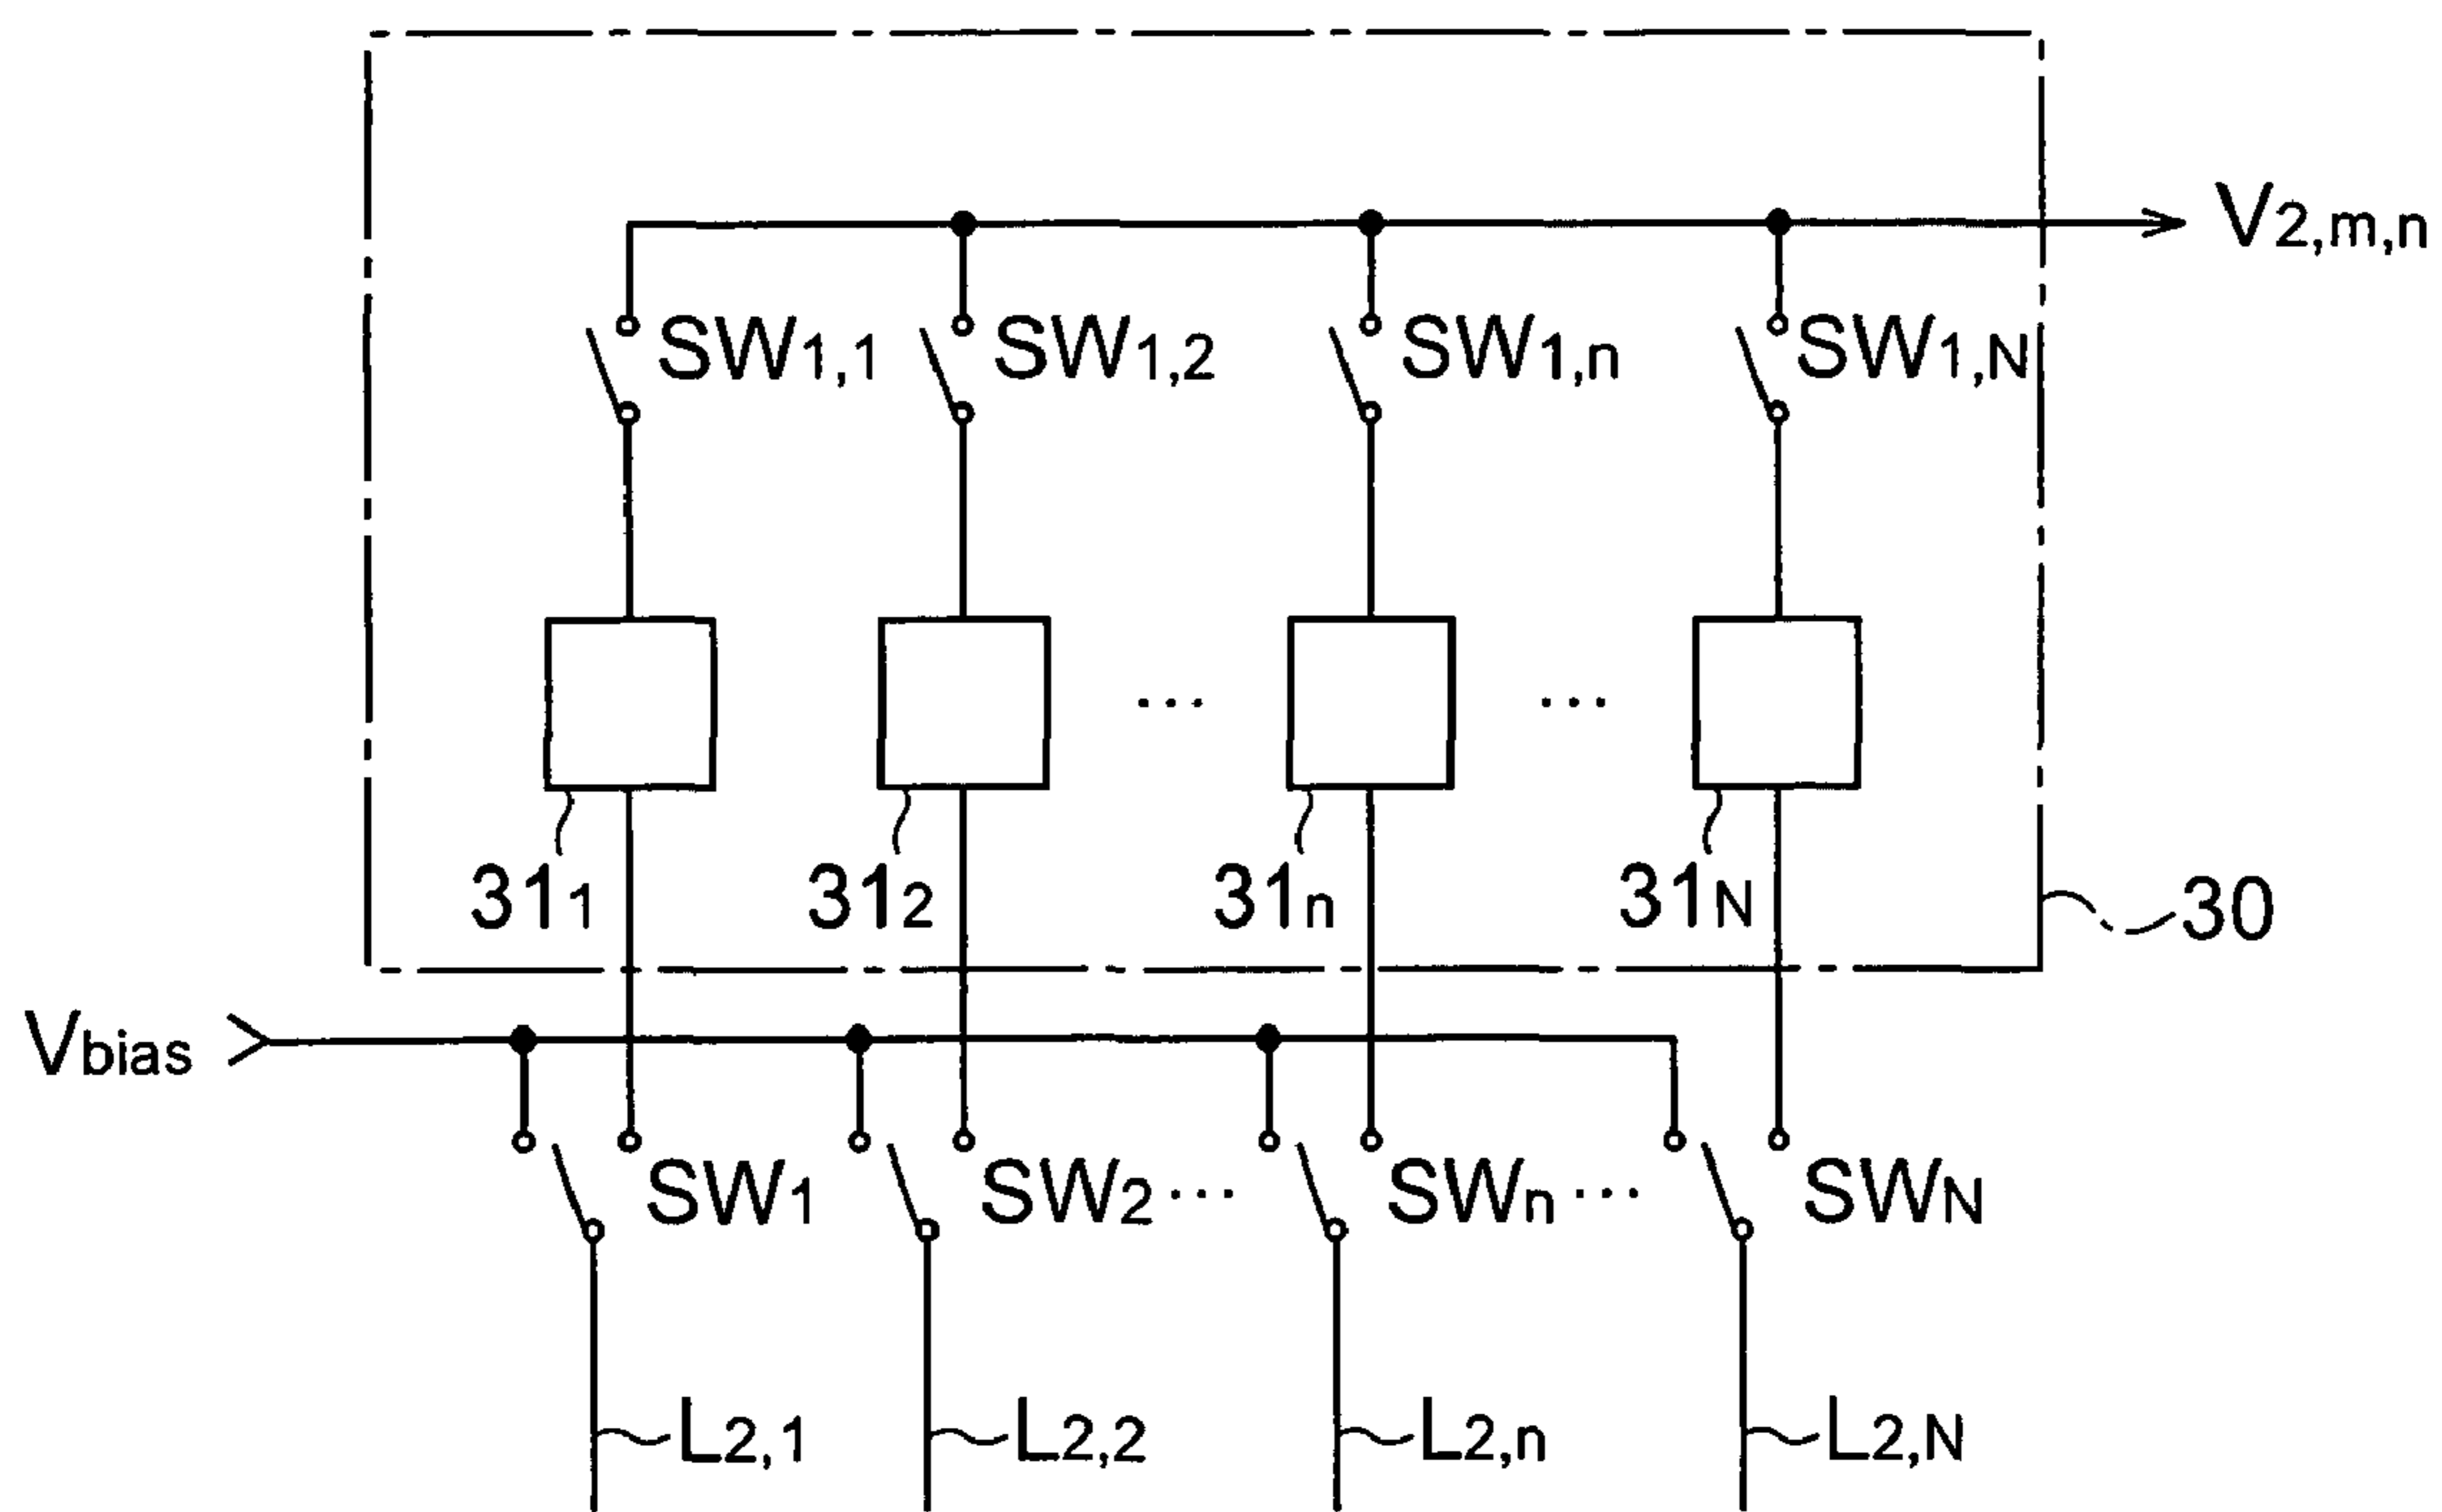 V2,m,n
SW1,1 SW1,2 SW1,n SW1,N
... ...
311 312 31n 31N
30
Vbias
SW1 SW2 ... SWn ... SWN
L2,1 L2,2 L2,n L2,N